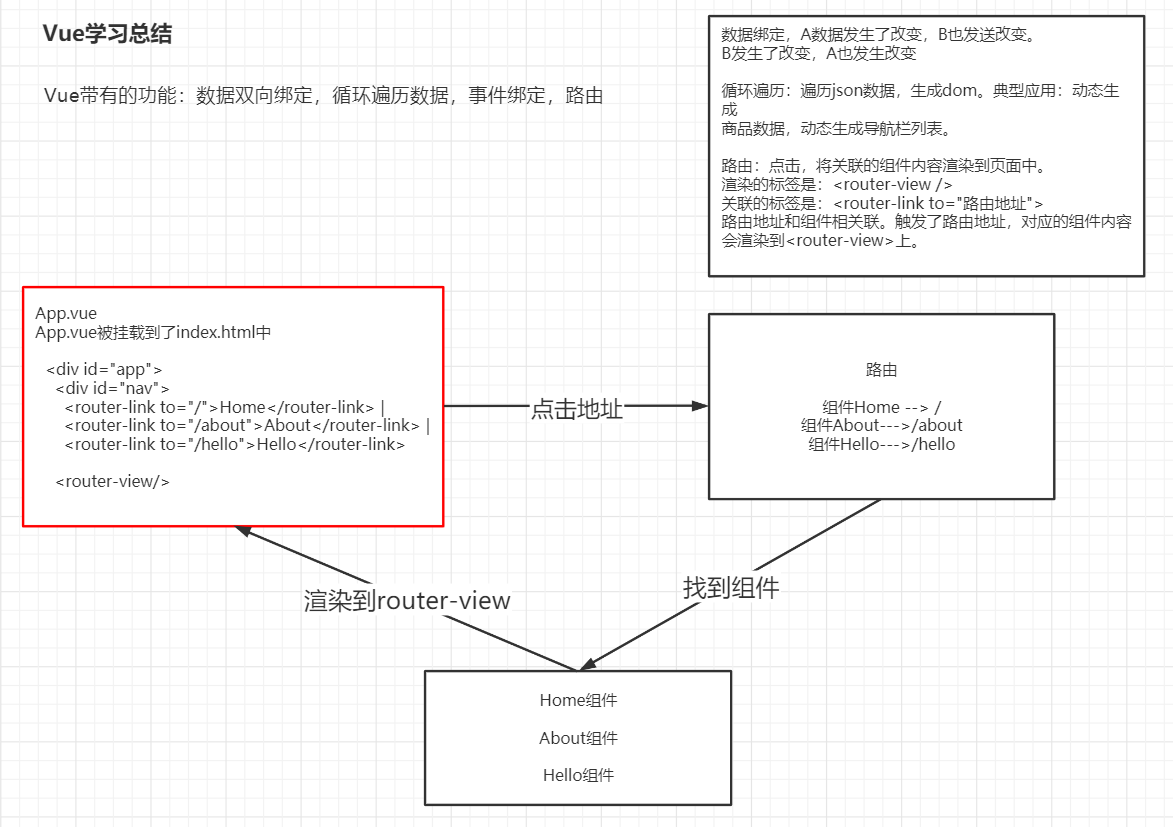 Vue学习总结
Vue带有的功能：数据双向绑定，循环遍历数据，事件绑定，路由
数据绑定，A数据发生了改变，B也发送改变。
B发生了改变，A也发生改变
循环遍历：遍历json数据，生成dom。典型应用：动态生
成
商品数据，动态生成导航栏列表。
路由：点击，将关联的组件内容渲染到页面中。
渲染的标签是：<router-view />
关联的标签是：<router-link to="路由地址">
路由地址和组件相关联。触发了路由地址，对应的组件内容
会渲染到<router-view>上。
App.vue
App.vue被挂载到了index.html中
<div id="app">
<div id="nav">
<router-link to="/">Home</router-link> |
<router-link to="/about">About</router-link> |
<router-link to="/hello">Hello</router-link>
<router-view/>
点击地址
路由
组件Home --> /
组件About--->/about
组件Hello--->/hello
找到组件
渲染到router-view
Home组件
About组件
Hello组件